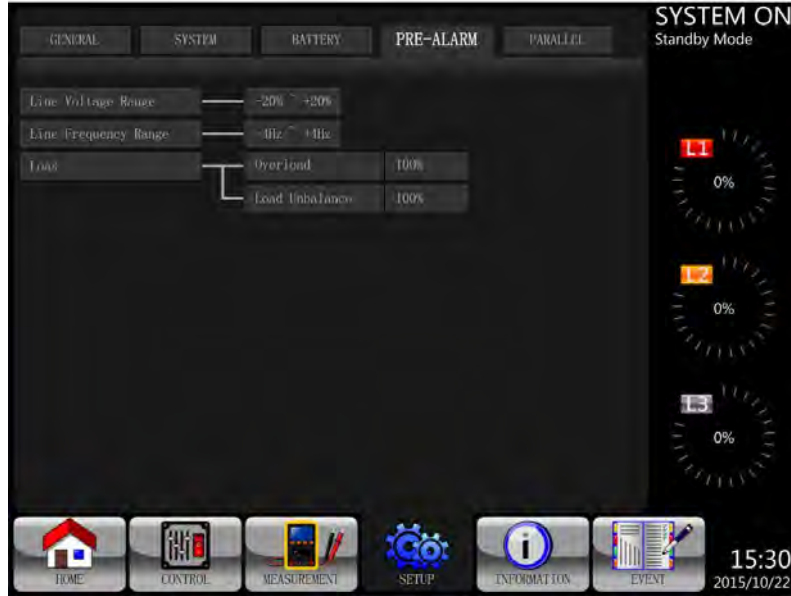 SYSTEM ON
Standby Mode
GENERAL SYSTEM BATTERY PRE-ALARM PARALLEL
Line Voltage Range -20% ~ +20%
Line Frequency Range -4Hz ~ +4Hz
Load Overload 100%
Load Unbalance 100%
L1
0%
L2
0%
L3
0%
HOME CONTROL MEASUREMENT SETUP INFORMATION EVENT
15:30
2015/10/22